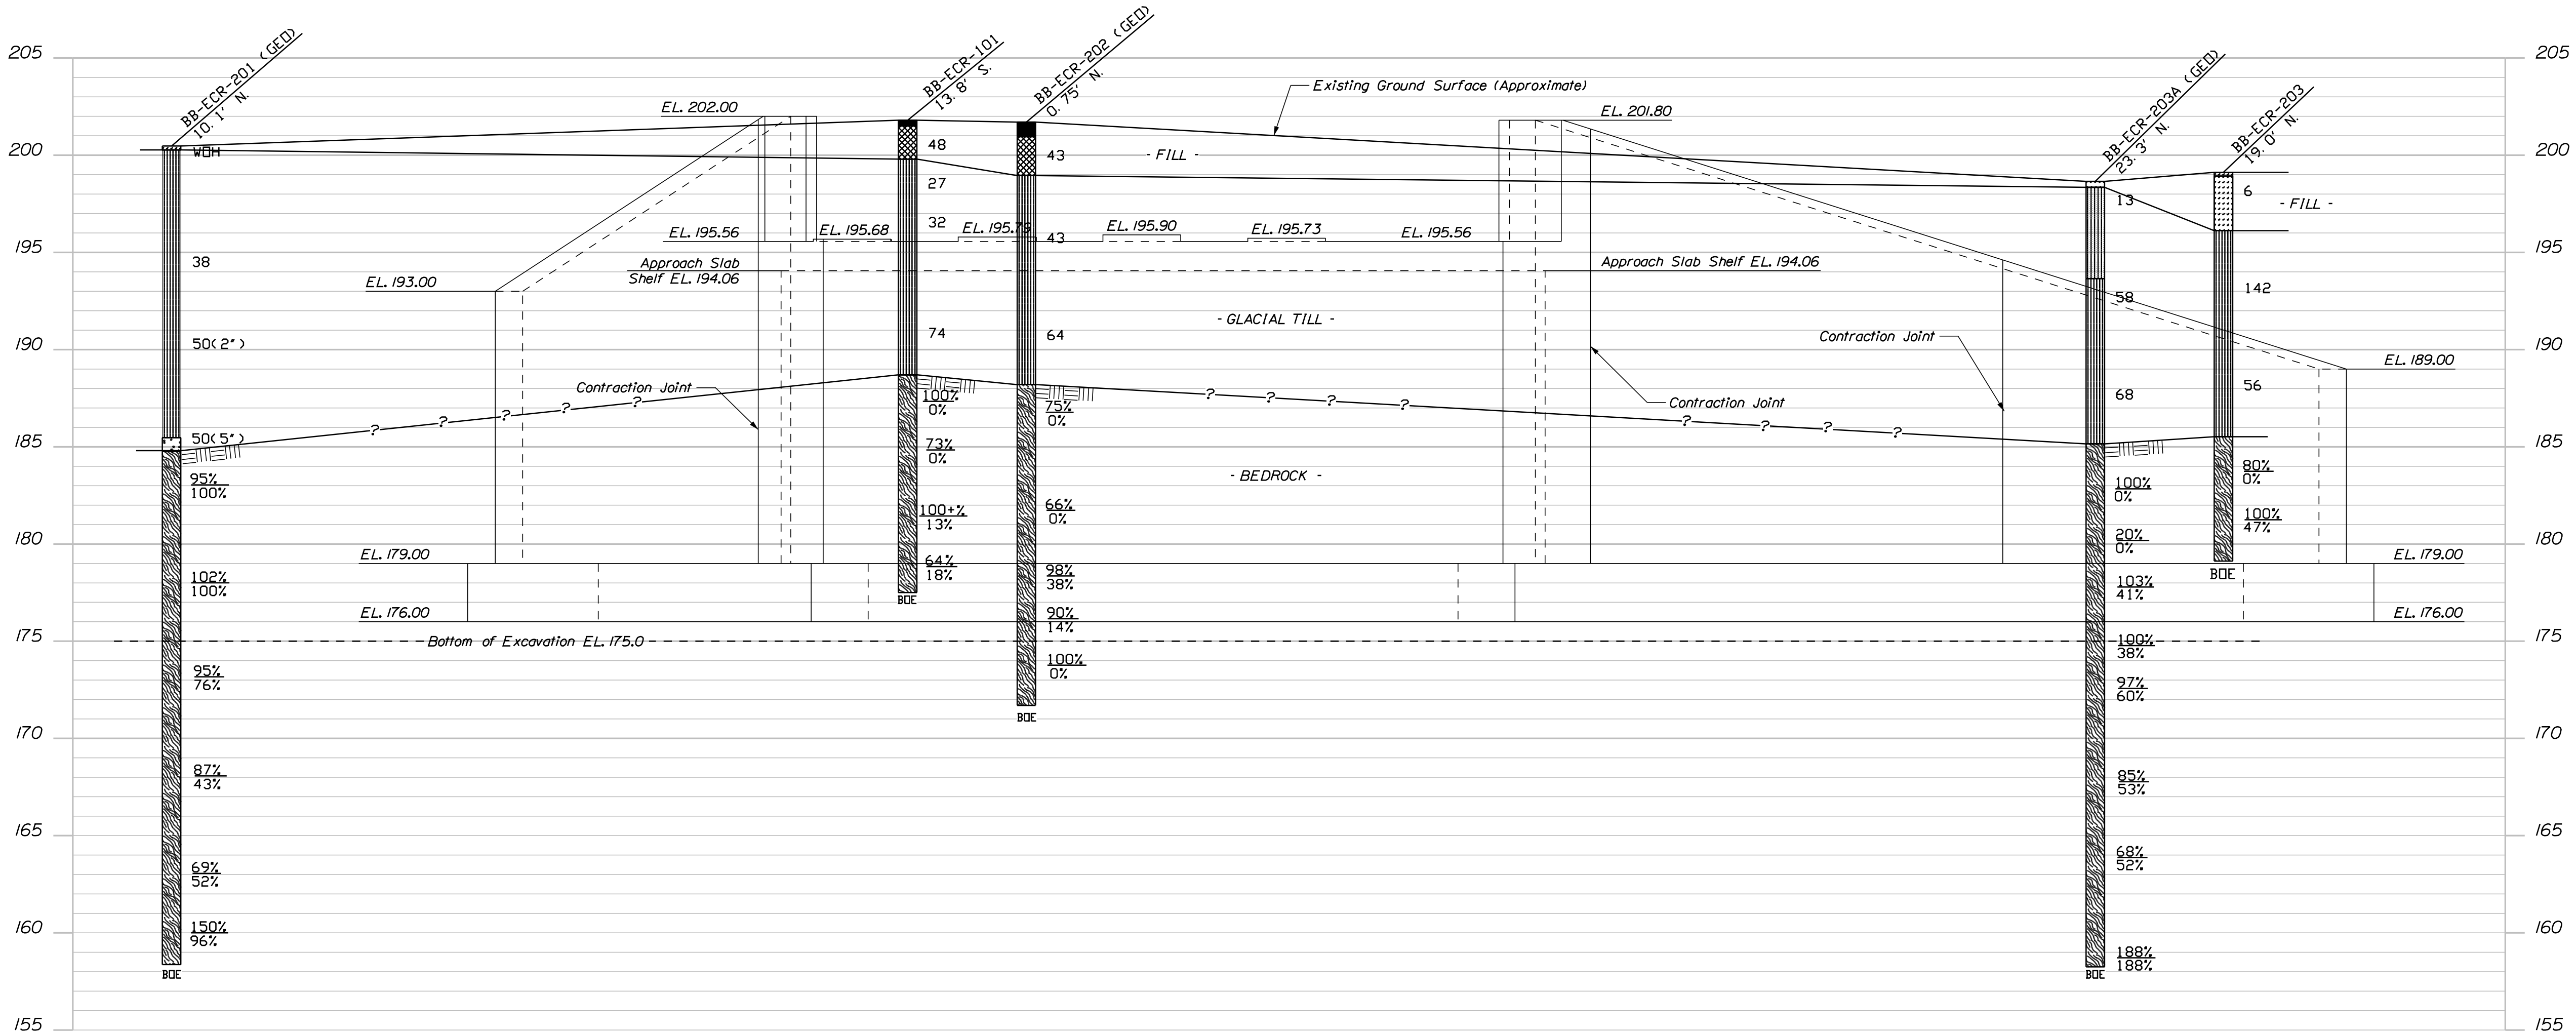 BB-ECR-201 (GEO)
10.1' N.
BB-ECR-101
13.8' S.
BB-ECR-202 (GEO)
0.75' N.
BB-ECR-203A (GEO)
23.3' N.
BB-ECR-203
19.0' N.
205
205
Existing Ground Surface (Approximate)
EL. 202.00
EL. 201.80
200
200
WOH
48
43
- FILL -
27
13
6
- FILL -
32
EL. 195.56
EL. 195.68
EL. 195.79
43
EL. 195.90
EL. 195.73
EL. 195.56
195
195
38
Approach Slab
Shelf EL. 194.06
Approach Slab Shelf EL. 194.06
EL. 193.00
58
142
- GLACIAL TILL -
74
64
Contraction Joint
190
190
50(2")
EL. 189.00
Contraction Joint
Contraction Joint
100%
0%
75%
0%
68
56
? ? ? ? ?
? ? ? ?
? ? ? ?
185
185
50(5")
73%
0%
95%
100%
- BEDROCK -
100%
0%
80%
0%
100+%
13%
66%
0%
100%
47%
180
180
20%
0%
EL. 179.00
EL. 179.00
64%
18%
98%
38%
102%
100%
103%
41%
BOE
BOE
EL. 176.00
EL. 176.00
90%
14%
175
175
Bottom of Excavation EL. 175.0
100%
38%
95%
76%
100%
0%
97%
60%
BOE
170
170
87%
43%
85%
53%
165
165
69%
52%
68%
52%
160
160
150%
96%
188%
188%
BOE
BOE
155
155